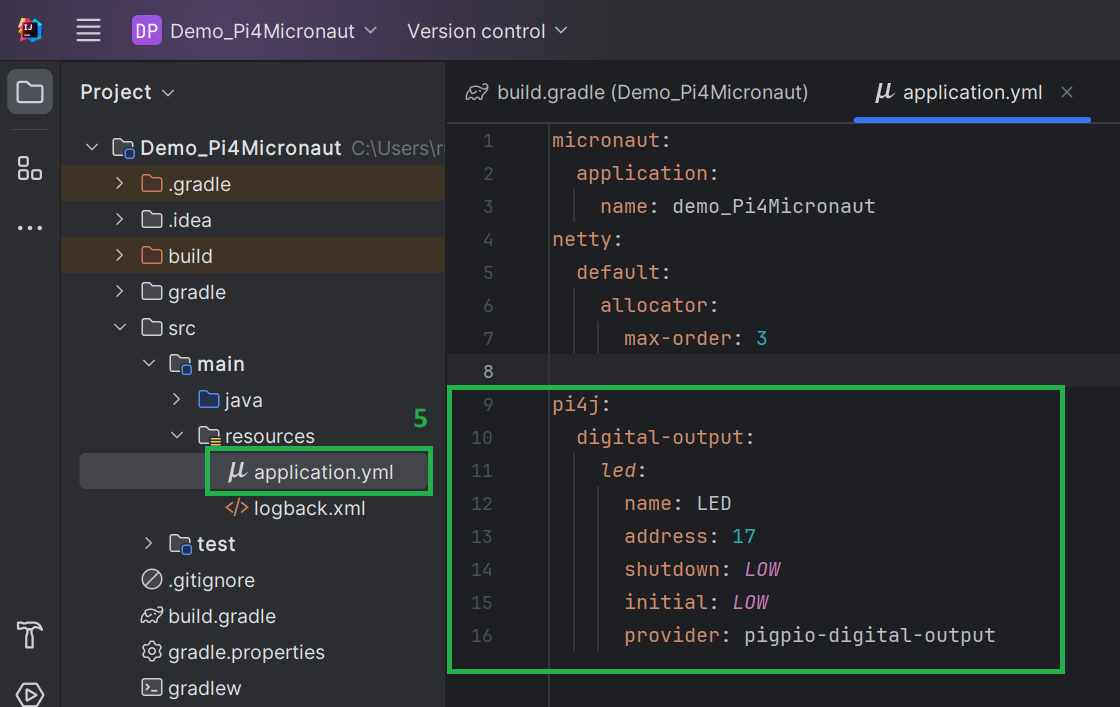 DP Demo_Pi4Micronaut Version control
Project
Demo_Pi4Micronaut C:\Users\r
.gradle
.idea
build
gradle
src
main
java
5
resources
application.yml
logback.xml
test
.gitignore
build.gradle
gradle.properties
gradlew
build.gradle (Demo_Pi4Micronaut) application.yml
1 micronaut:
2 application:
3 name: demo_Pi4Micronaut
4 netty:
5 default:
6 allocator:
7 max-order: 3
8
9 pi4j:
10 digital-output:
11 led:
12 name: LED
13 address: 17
14 shutdown: LOW
15 initial: LOW
16 provider: pigpio-digital-output